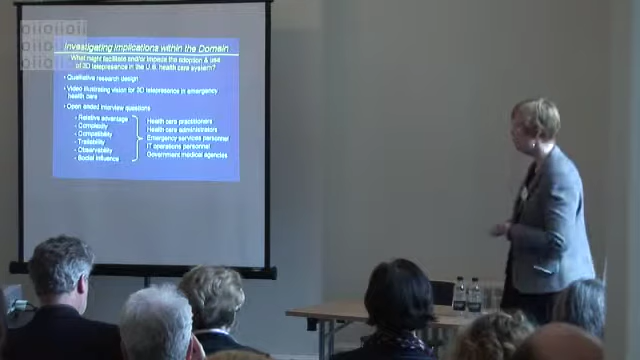 oiioiioii
oiioiioii
oiioiioii
Investigating Implications within the Domain
What might facilitate and/or impede the adoption & use
of 3D telepresence in the U.S. health care system?
• Qualitative research design
• Video illustrating vision for 3D telepresence in emergency
health care
• Open ended interview questions
- Relative advantage
- Complexity
- Compatibility
- Trialability
- Observability
- Social influence
Health care practitioners
Health care administrators
Emergency services personnel
IT operations personnel
Government medical agencies